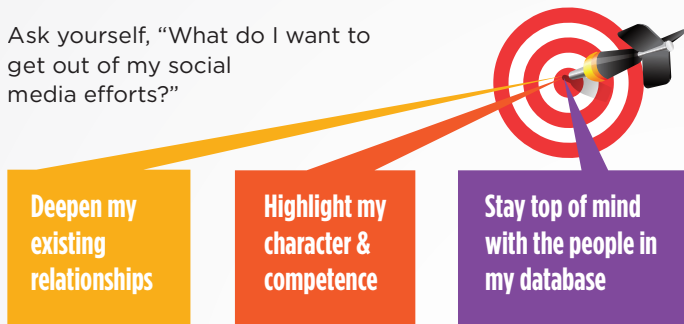 Ask yourself, “What do I want to
get out of my social
media efforts?”
Deepen my
existing
relationships
Highlight my
character &
competence
Stay top of mind
with the people in
my database